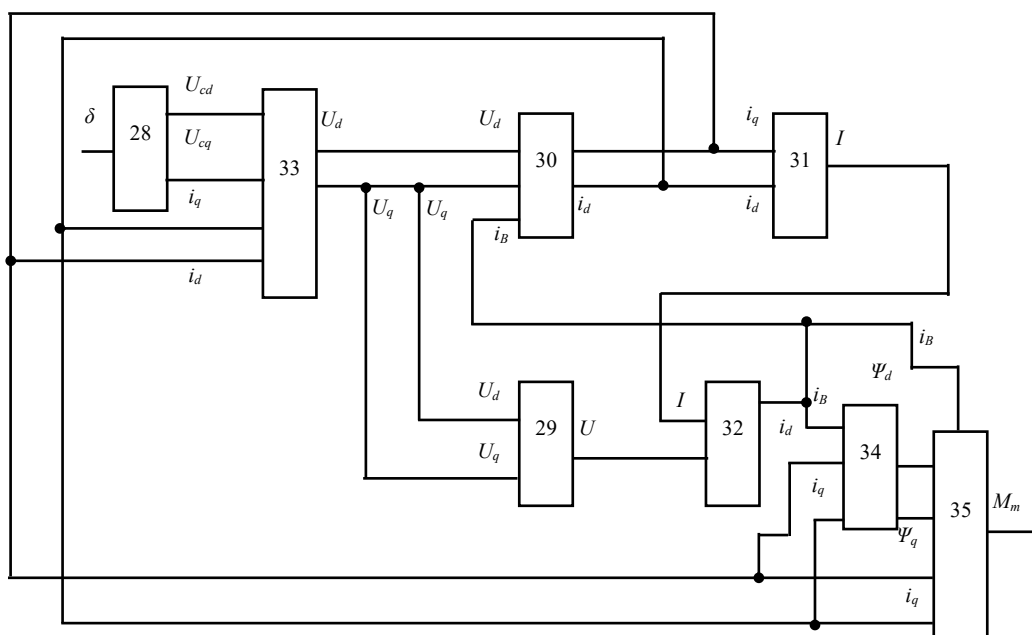 U_cd
δ
28
U_cq
i_q
i_d
33
U_d
U_q
U_q
U_d
30
i_B
i_d
i_q
31
I
i_d
i_B
Ψ_d
U_d
29
U
U_q
I
32
i_B
i_d
34
i_q
Ψ_q
35
M_m
i_q